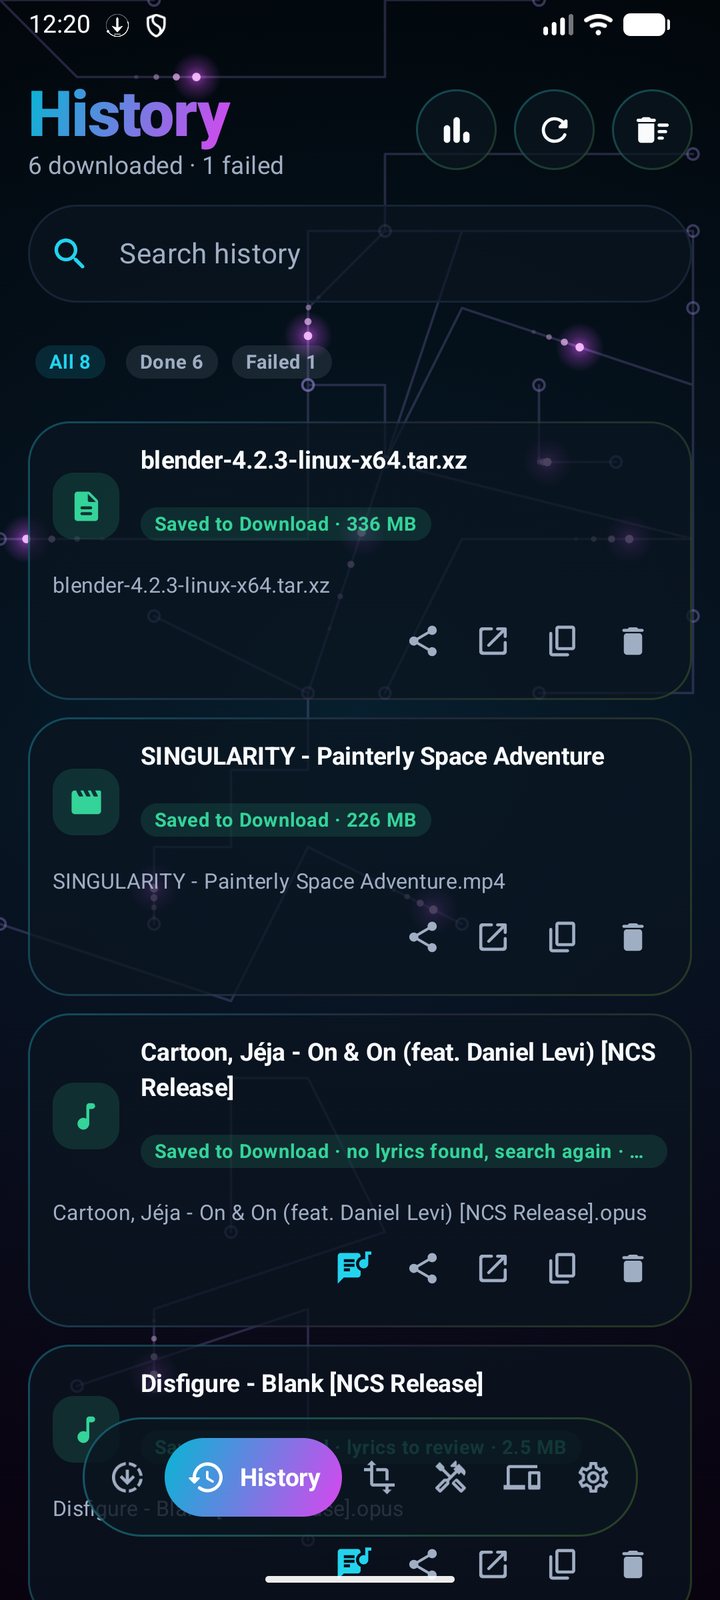 12:20
History
6 downloaded · 1 failed
Search history
All 8
Done 6
Failed 1
blender-4.2.3-linux-x64.tar.xz
Saved to Download · 336 MB
blender-4.2.3-linux-x64.tar.xz
SINGULARITY - Painterly Space Adventure
Saved to Download · 226 MB
SINGULARITY - Painterly Space Adventure.mp4
Cartoon, Jéja - On & On (feat. Daniel Levi) [NCS
Release]
Saved to Download · no lyrics found, search again · …
Cartoon, Jéja - On & On (feat. Daniel Levi) [NCS Release].opus
Disfigure - Blank [NCS Release]
lyrics to review · 2.5 MB
History
Disfigure - Bla
se].opus